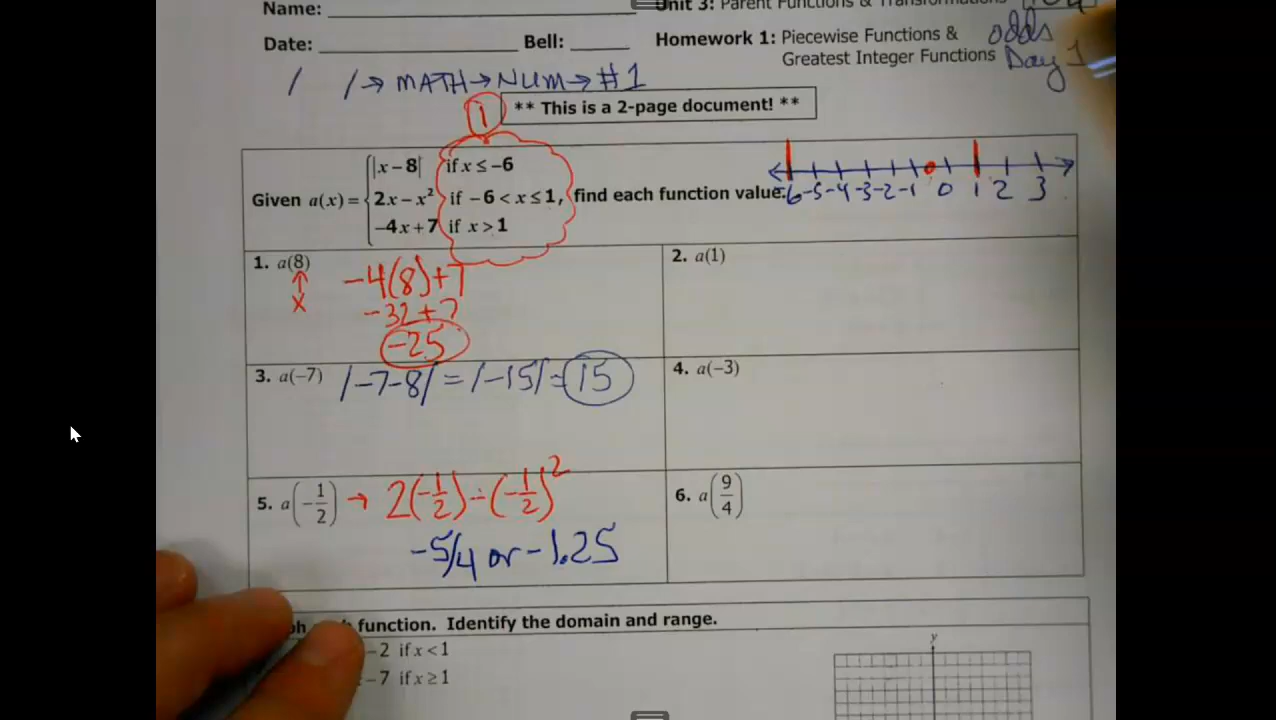 Name:
Unit 3: Parent Functions & Transformations
Date: Bell:
Homework 1: Piecewise Functions &
Greatest Integer Functions
odds
Day 1
| | → MATH → NUM → #1
** This is a 2-page document! **
1
Given a(x) = { |x − 8| if x ≤ −6
2x − x² if −6 < x ≤ 1, find each function value.
−4x + 7 if x > 1
-6 -5 -4 -3 -2 -1 0 1 2 3
1. a(8) -4(8)+7
x
-32+7
-25
2. a(1)
3. a(−7) |-7-8| = |-15| = 15
4. a(−3)
5. a(−1/2) → 2(-1/2) - (-1/2)²
-5/4 or -1.25
6. a(9/4)
function. Identify the domain and range.
−2 if x < 1
−7 if x ≥ 1
y